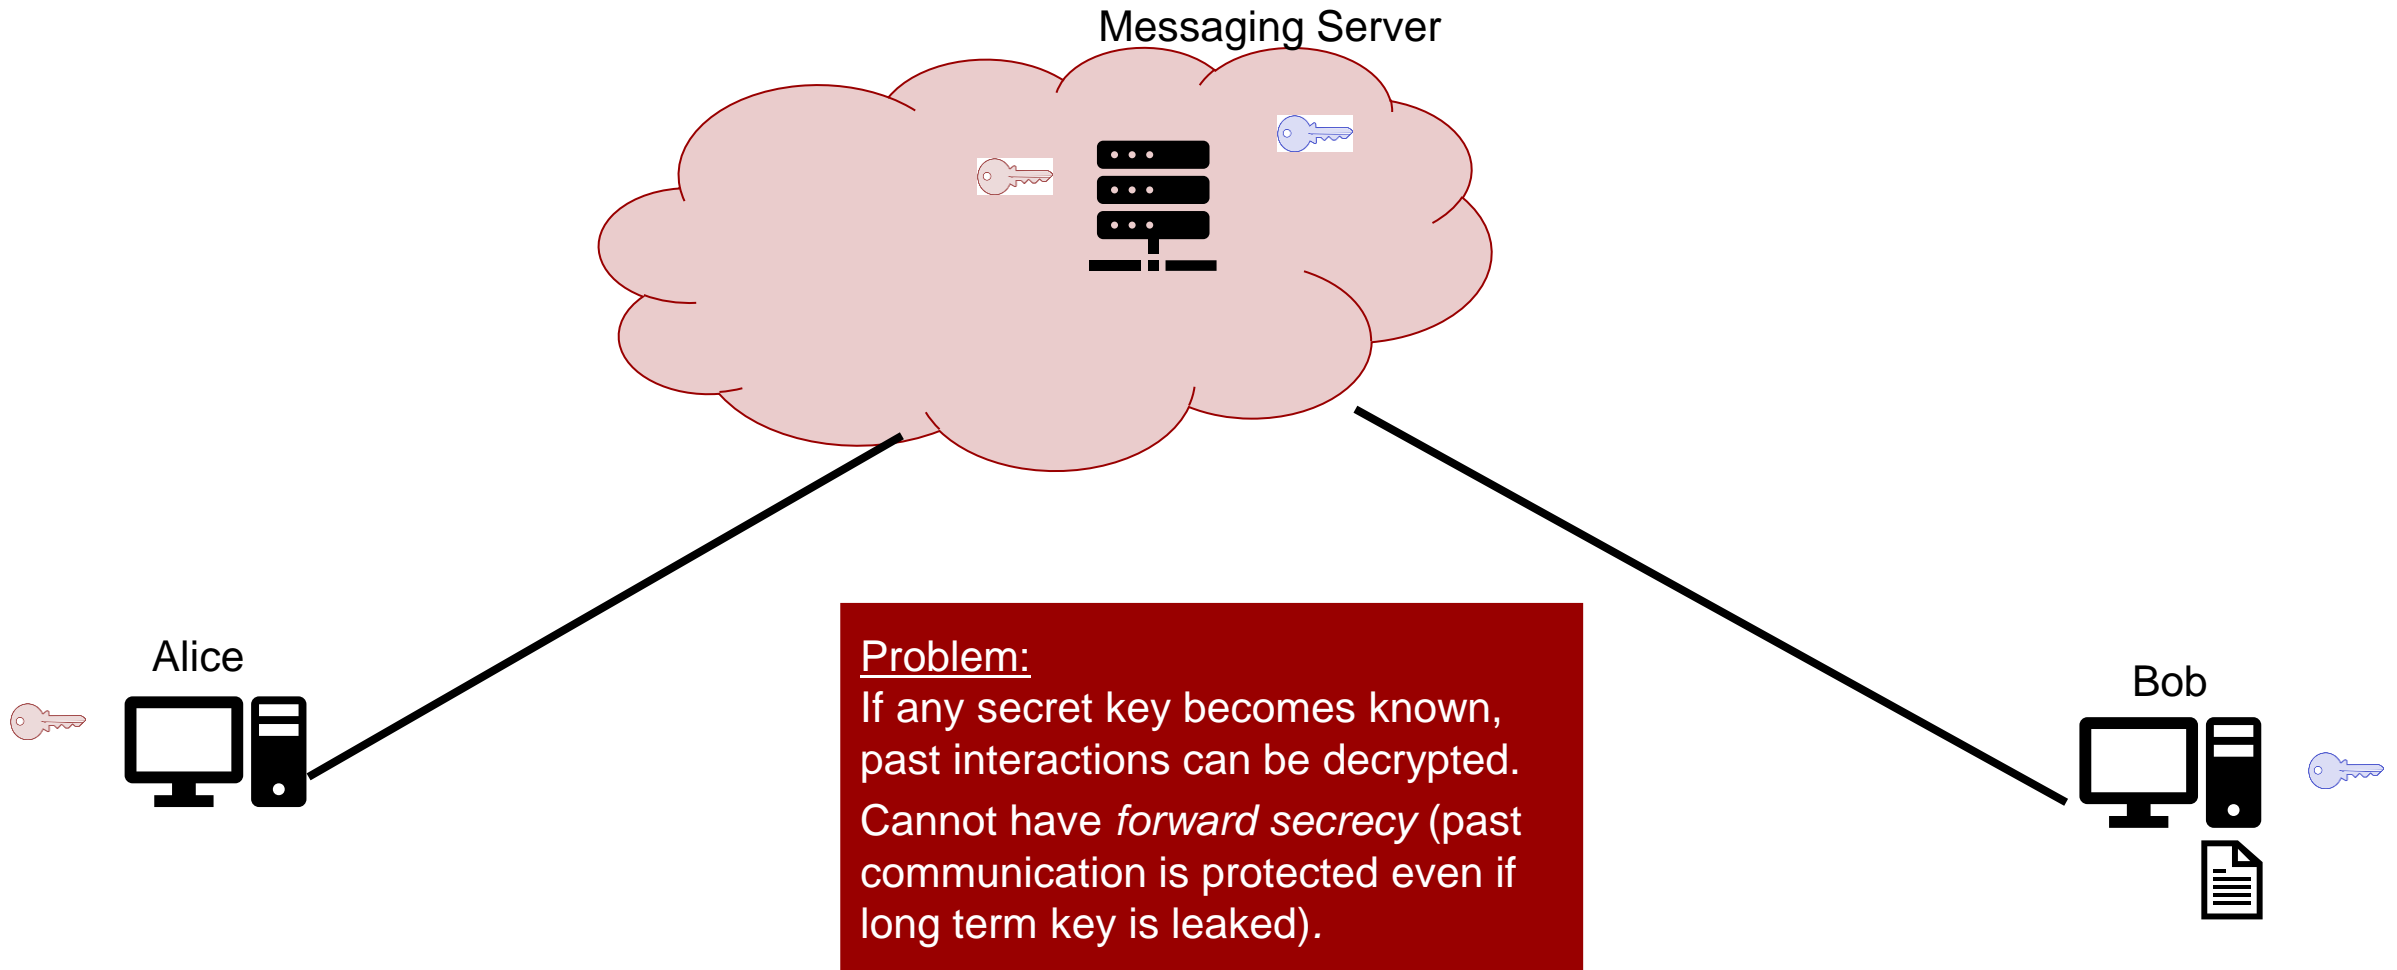 Messaging Server
Alice
Bob
Problem:
If any secret key becomes known,
past interactions can be decrypted.
Cannot have forward secrecy (past
communication is protected even if
long term key is leaked).